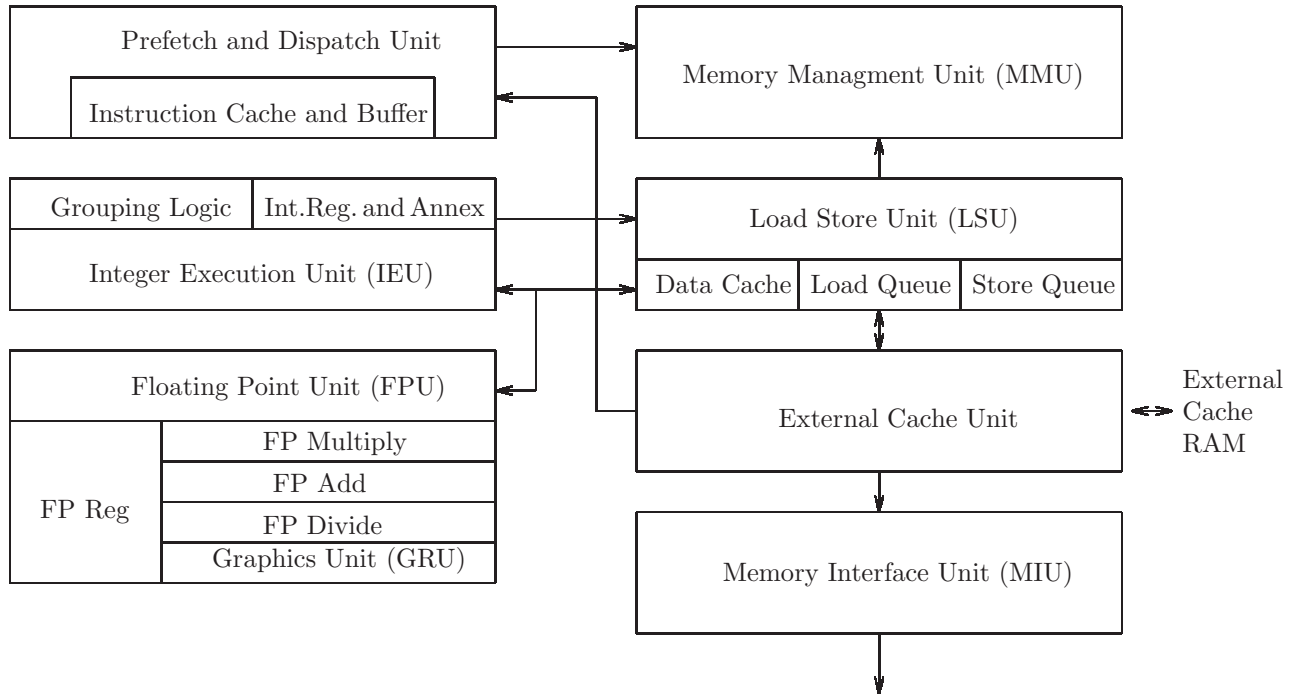 Prefetch and Dispatch Unit
Instruction Cache and Buffer
Memory Managment Unit (MMU)
Grouping Logic
Int.Reg. and Annex
Integer Execution Unit (IEU)
Load Store Unit (LSU)
Data Cache
Load Queue
Store Queue
Floating Point Unit (FPU)
FP Reg
FP Multiply
FP Add
FP Divide
Graphics Unit (GRU)
External Cache Unit
External
Cache
RAM
Memory Interface Unit (MIU)